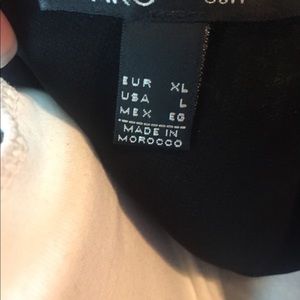 EUR XL
USA L
MEX EG
MADE IN
MOROCCO